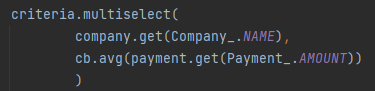 criteria.multiselect(
        company.get(Company_.NAME),
        cb.avg(payment.get(Payment_.AMOUNT))
        )